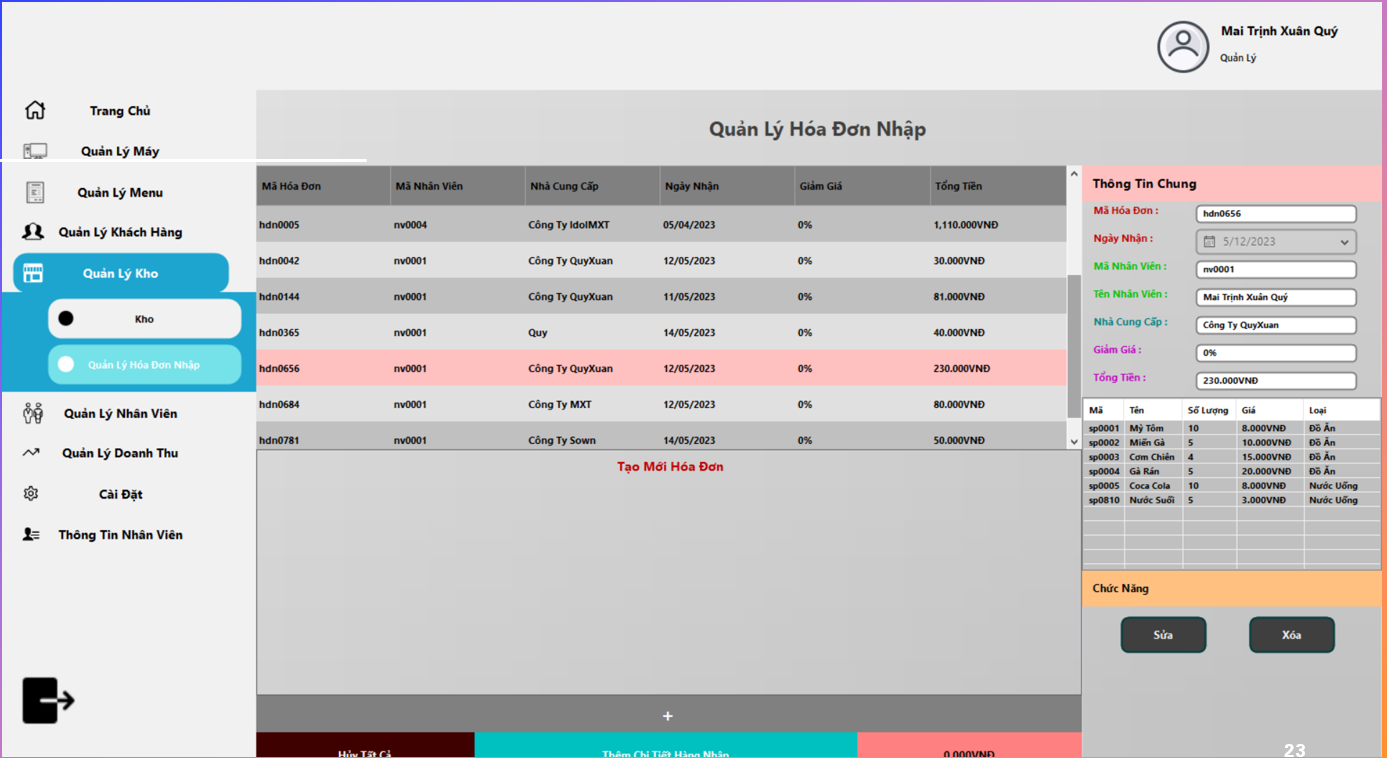 Mai Trịnh Xuân Quý
Quản Lý
Trang Chủ
Quản Lý Máy
Quản Lý Menu
Quản Lý Khách Hàng
Quản Lý Kho
Kho
Quản Lý Hóa Đơn Nhập
Quản Lý Nhân Viên
Quản Lý Doanh Thu
Cài Đặt
Thông Tin Nhân Viên
Quản Lý Hóa Đơn Nhập
Mã Hóa Đơn Mã Nhân Viên Nhà Cung Cấp Ngày Nhận Giảm Giá Tổng Tiền
hdn0005 nv0004 Công Ty IdolMXT 05/04/2023 0% 1,110.000VNĐ
hdn0042 nv0001 Công Ty QuyXuan 12/05/2023 0% 30.000VNĐ
hdn0144 nv0001 Công Ty QuyXuan 11/05/2023 0% 81.000VNĐ
hdn0365 nv0001 Quy 14/05/2023 0% 40.000VNĐ
hdn0656 nv0001 Công Ty QuyXuan 12/05/2023 0% 230.000VNĐ
hdn0684 nv0001 Công Ty MXT 12/05/2023 0% 80.000VNĐ
hdn0781 nv0001 Công Ty Sown 14/05/2023 0% 50.000VNĐ
Tạo Mới Hóa Đơn
+
Hủy Tất Cả Thêm Chi Tiết Hàng Nhập 0.000VNĐ
Thông Tin Chung
Mã Hóa Đơn : hdn0656
Ngày Nhận : 5/12/2023
Mã Nhân Viên : nv0001
Tên Nhân Viên : Mai Trịnh Xuân Quý
Nhà Cung Cấp : Công Ty QuyXuan
Giảm Giá : 0%
Tổng Tiền : 230.000VNĐ
Mã Tên Số Lượng Giá Loại
sp0001 Mỳ Tôm 10 8.000VNĐ Đồ Ăn
sp0002 Miến Gà 5 10.000VNĐ Đồ Ăn
sp0003 Cơm Chiên 4 15.000VNĐ Đồ Ăn
sp0004 Gà Rán 5 20.000VNĐ Đồ Ăn
sp0005 Coca Cola 10 8.000VNĐ Nước Uống
sp0810 Nước Suối 5 3.000VNĐ Nước Uống
Chức Năng
Sửa Xóa
23